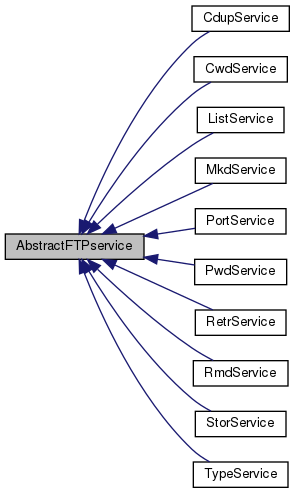 CdupService
CwdService
ListService
MkdService
AbstractFTPservice
PortService
PwdService
RetrService
RmdService
StorService
TypeService